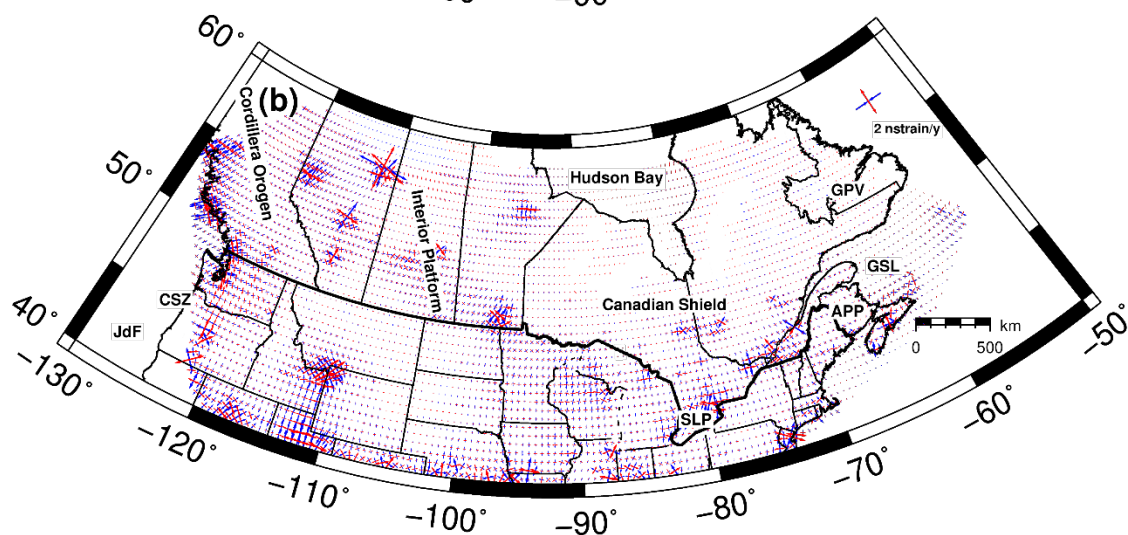 60°
(b)
Cordillera Orogen
2 nstrain/y
50°
Hudson Bay
GPV
Interior Platform
GSL
CSZ
Canadian Shield
APP
JdF
km
0 500
40°
−130°
−50°
SLP
−60°
−120°
−70°
−110°
−80°
−100°
−90°